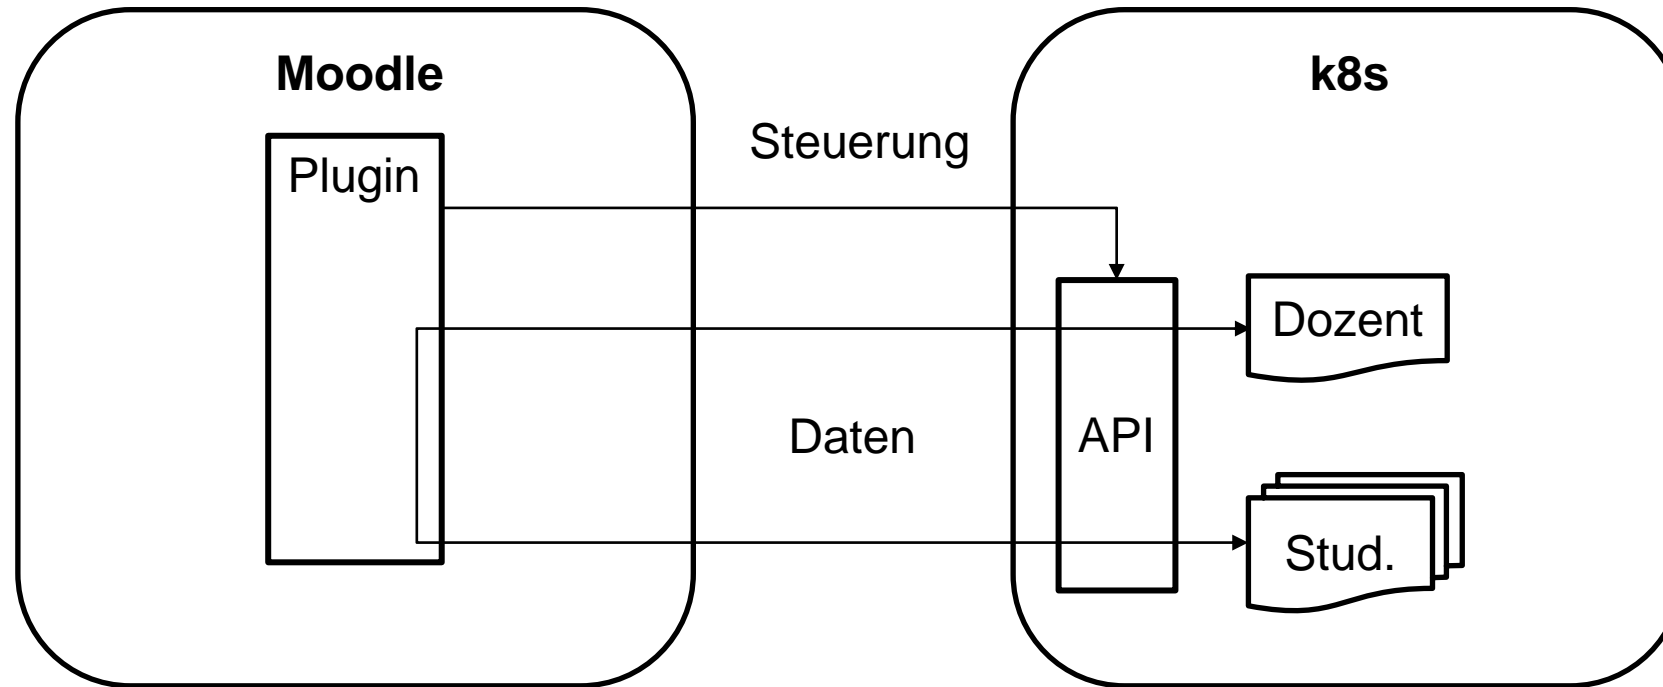 Moodle
k8s
Plugin
Steuerung
Dozent
Daten
API
Stud.